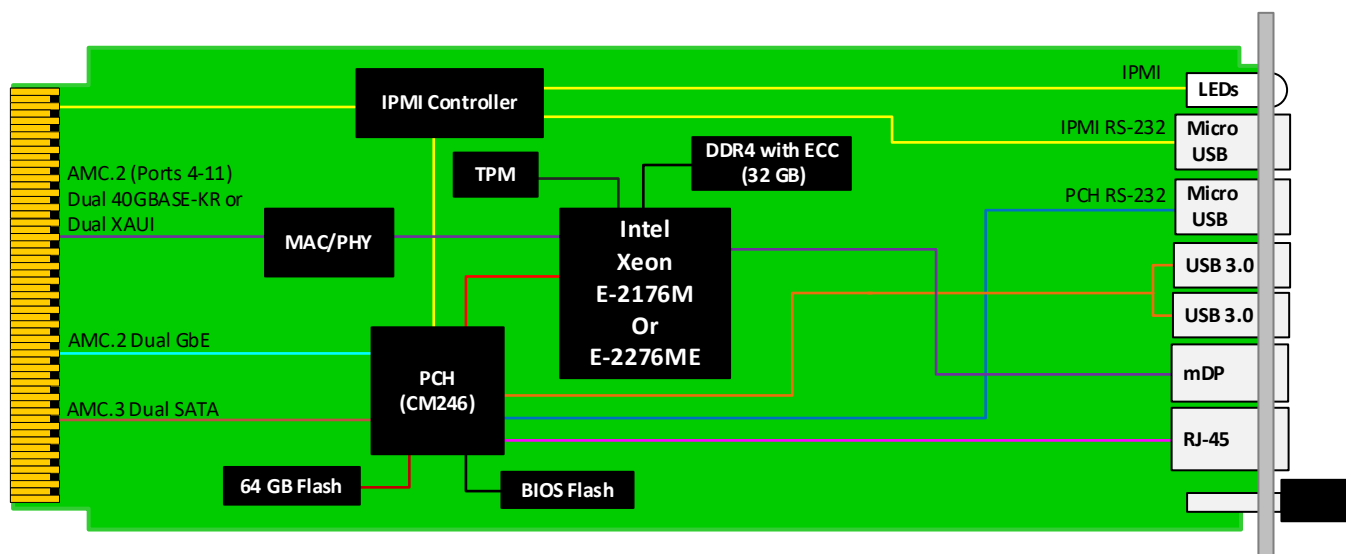 IPMI
LEDs
IPMI Controller
IPMI RS-232
Micro
USB
DDR4 with ECC
(32 GB)
TPM
AMC.2 (Ports 4-11)
Dual 40GBASE-KR or
Dual XAUI
MAC/PHY
PCH RS-232
Micro
USB
Intel
Xeon
E-2176M
Or
E-2276ME
USB 3.0
USB 3.0
AMC.2 Dual GbE
PCH
(CM246)
mDP
AMC.3 Dual SATA
RJ-45
64 GB Flash
BIOS Flash